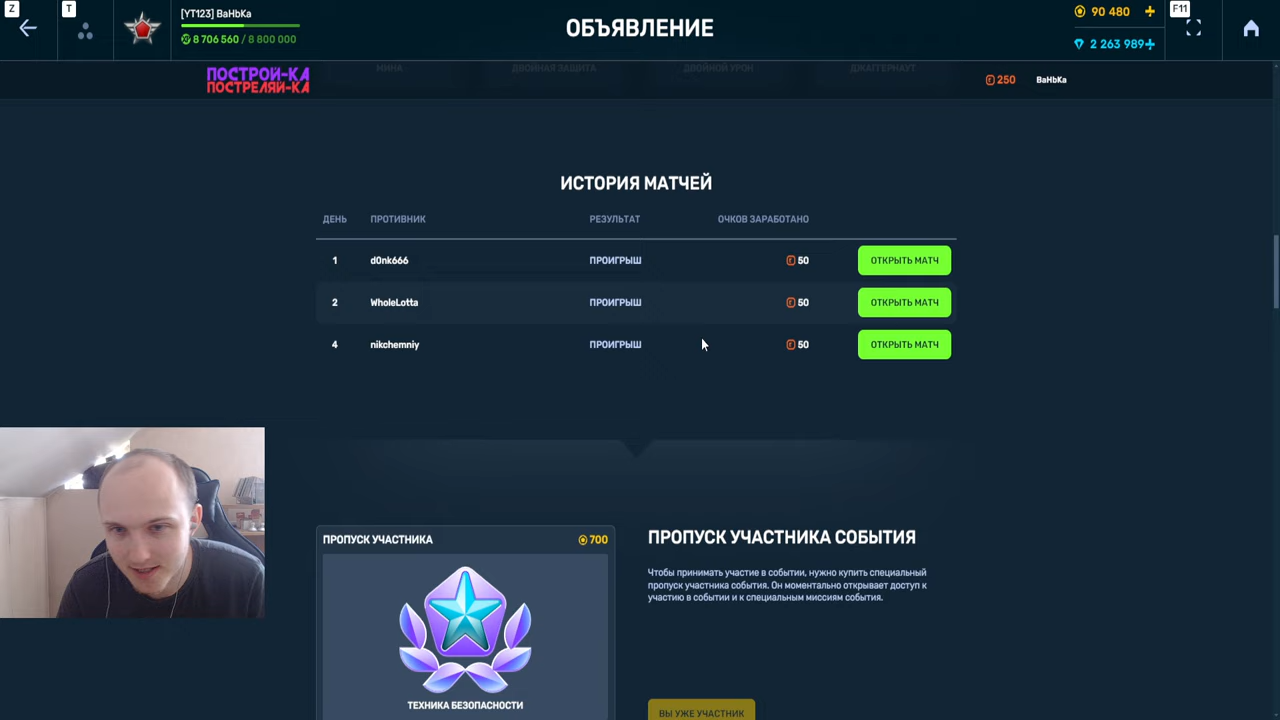 Z
T
[YT123] BaHbKa
8 706 560 / 8 800 000
ОБЪЯВЛЕНИЕ
90 480
2 263 989
F11
ПОСТРОЙ-КА
ПОСТРЕЛЯЙ-КА
МИНА
ДВОЙНАЯ ЗАЩИТА
ДВОЙНОЙ УРОН
ДЖАГГЕРНАУТ
250
BaHbKa
ИСТОРИЯ МАТЧЕЙ
ДЕНЬ ПРОТИВНИК РЕЗУЛЬТАТ ОЧКОВ ЗАРАБОТАНО
1 d0nk666 ПРОИГРЫШ 50 ОТКРЫТЬ МАТЧ
2 WholeLotta ПРОИГРЫШ 50 ОТКРЫТЬ МАТЧ
4 nikchemniy ПРОИГРЫШ 50 ОТКРЫТЬ МАТЧ
ПРОПУСК УЧАСТНИКА 700
ТЕХНИКА БЕЗОПАСНОСТИ
ПРОПУСК УЧАСТНИКА СОБЫТИЯ
Чтобы принимать участие в событии, нужно купить специальный
пропуск участника события. Он моментально открывает доступ к
участию в событии и к специальным миссиям события.
ВЫ УЖЕ УЧАСТНИК